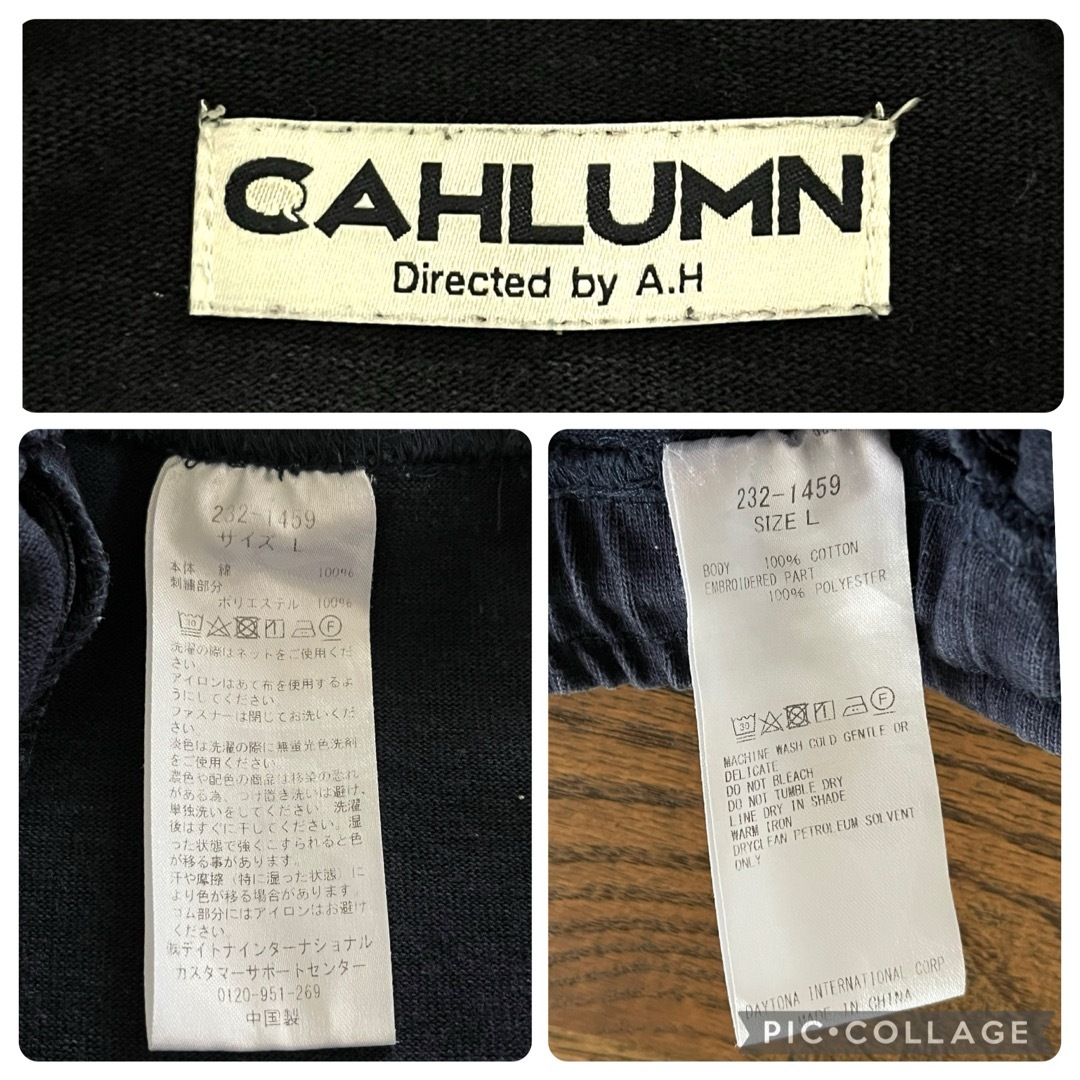 CAHLUMN
Directed by A.H
232-1459
サイズ L
本体 綿 100%
刺繍部分
ポリエステル 100%
30
F
洗濯の際はネットをご使用くだ
さい。
アイロンはあて布を使用するよ
うにしてください。
ファスナーは閉じてお洗いくだ
さい。
淡色は洗濯の際に無蛍光色洗剤
をご使用ください。
濃色や配色の商品は移染の恐れ
がある為、つけ置き洗いは避け、
単独洗いをしてください 洗濯
後はすぐに干してください。湿
った状態で強くこすられると色
が移る事があります。
汗や摩擦（特に湿った状態）に
より色が移る場合があります。
ゴム部分にはアイロンはお避け
ください。
㈱デイトナインターナショナル
カスタマーサポートセンター
0120-951-269
中国製
232-1459
SIZE L
BODY 100% COTTON
EMBROIDERED PART
100% POLYESTER
30
F
MACHINE WASH COLD GENTLE OR
DELICATE
DO NOT BLEACH
DO NOT TUMBLE DRY
LINE DRY IN SHADE
WARM IRON
DRYCLEAN PETROLEUM SOLVENT
ONLY
DAYTONA INTERNATIONAL CORP
MADE IN CHINA
PIC•COLLAGE